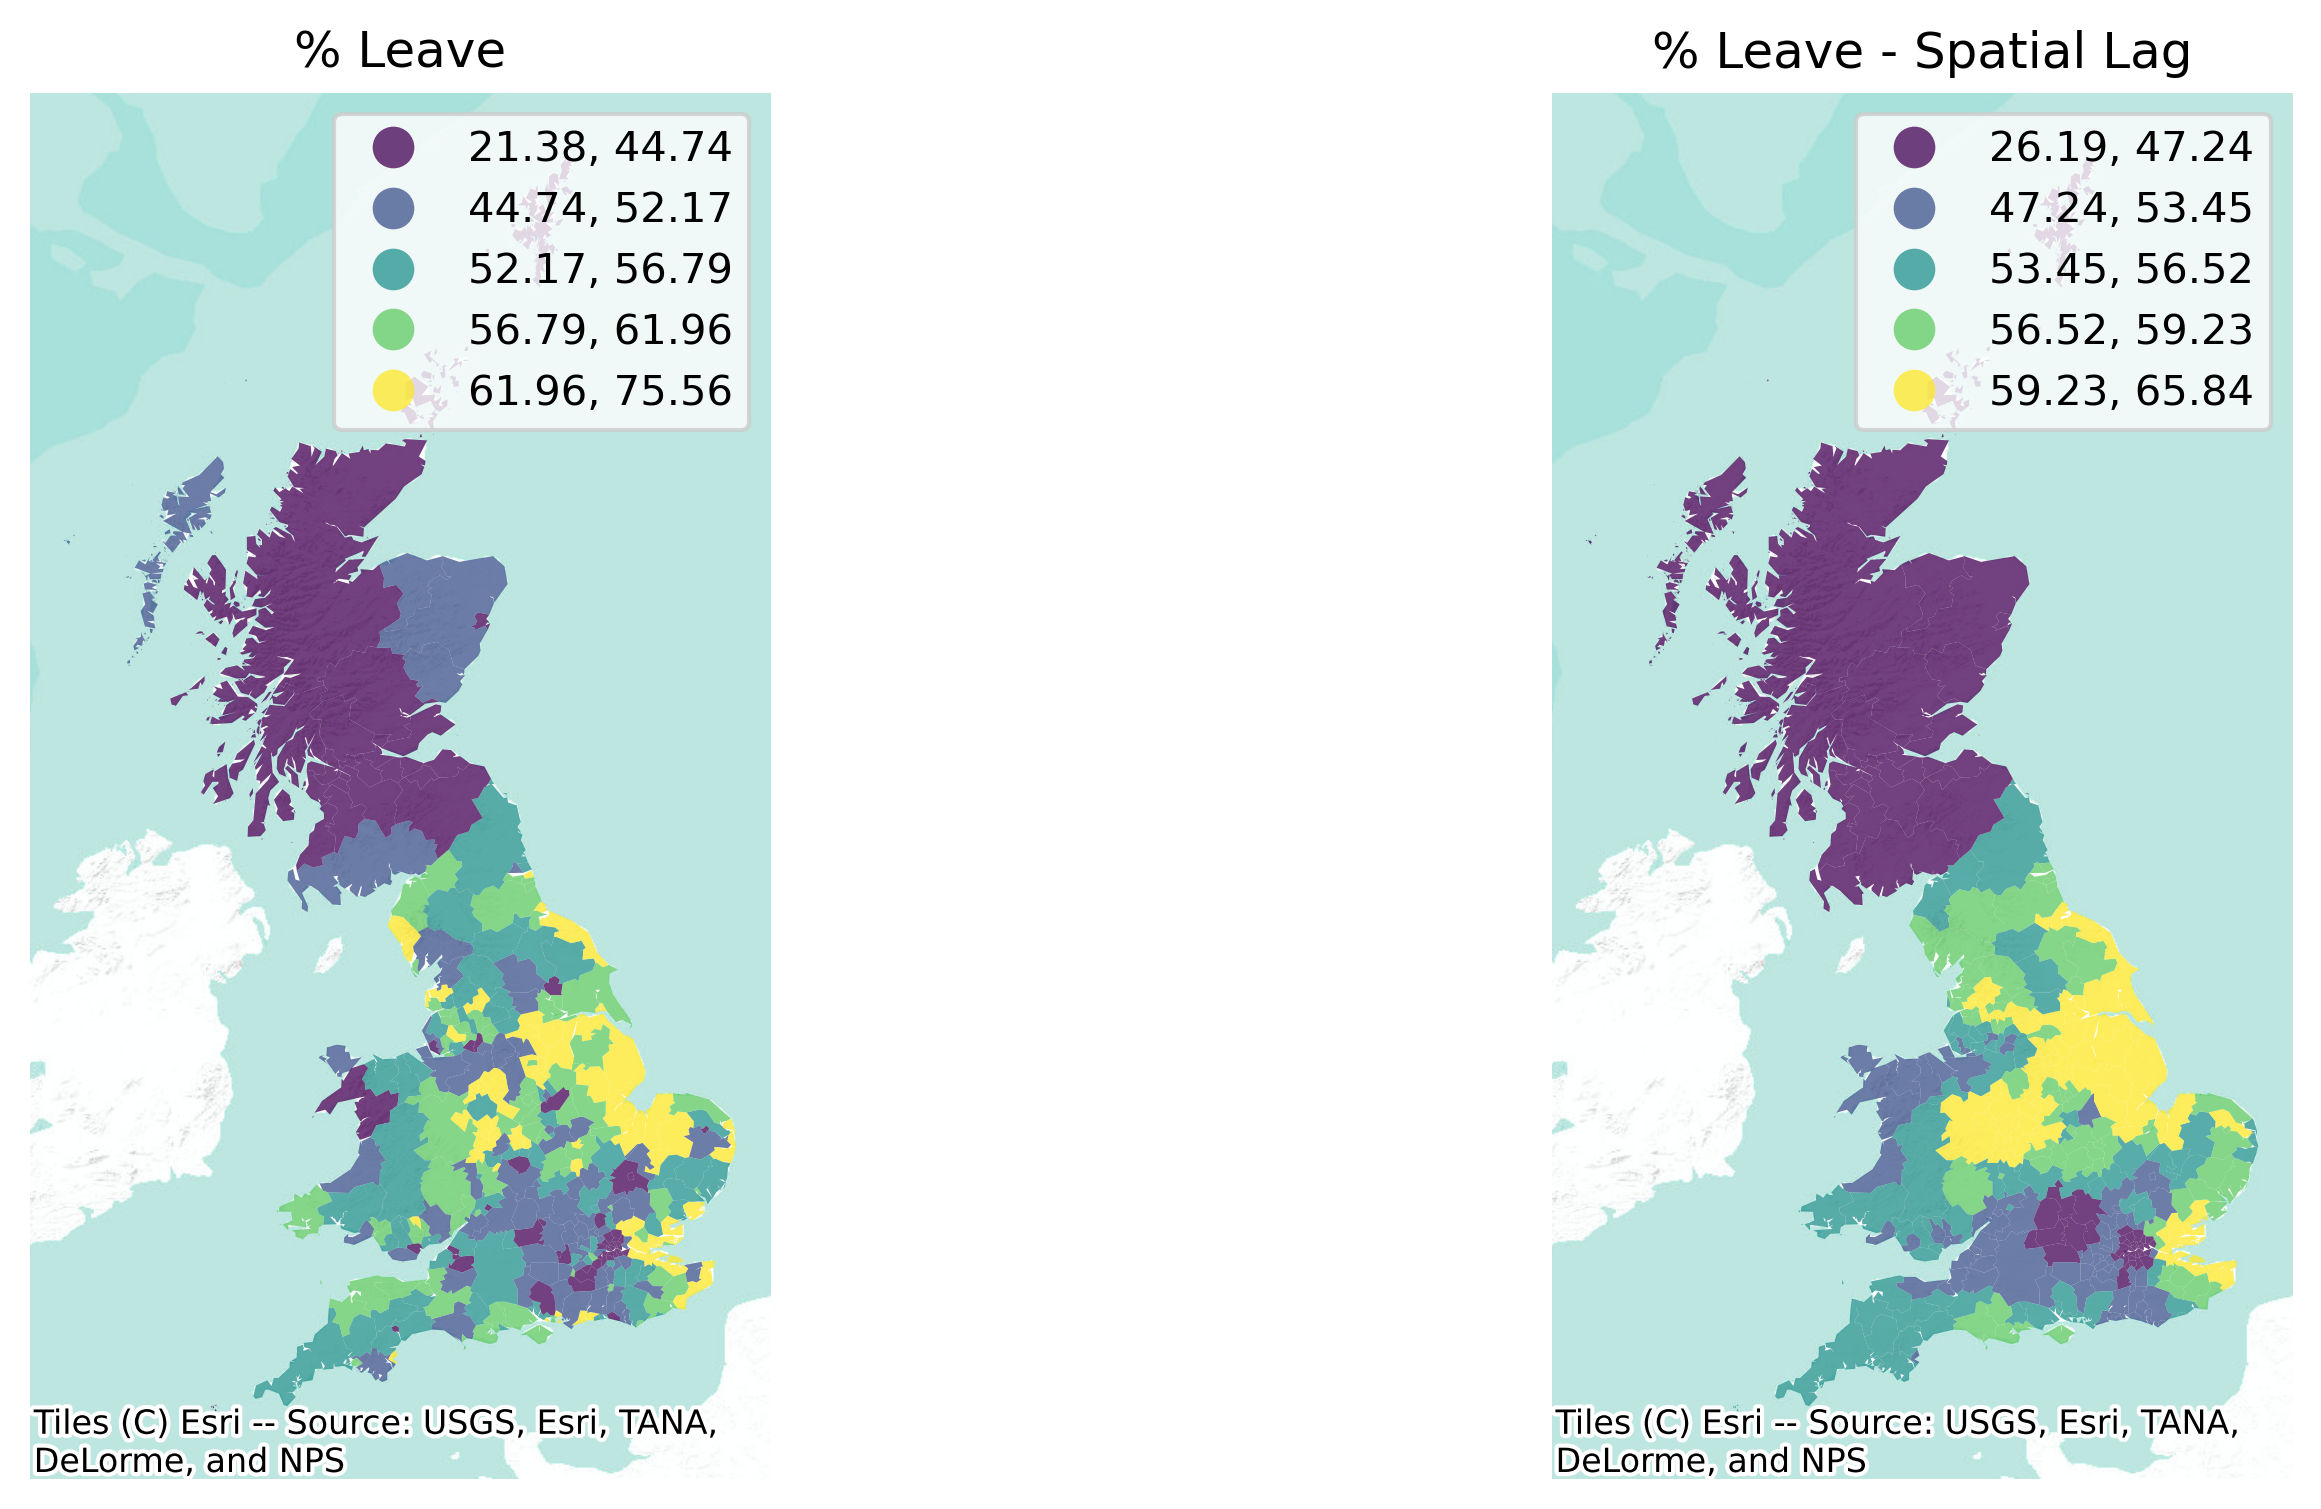 % Leave
21.38, 44.74
44.74, 52.17
52.17, 56.79
56.79, 61.96
61.96, 75.56
Tiles (C) Esri -- Source: USGS, Esri, TANA,
DeLorme, and NPS
% Leave - Spatial Lag
26.19, 47.24
47.24, 53.45
53.45, 56.52
56.52, 59.23
59.23, 65.84
Tiles (C) Esri -- Source: USGS, Esri, TANA,
DeLorme, and NPS